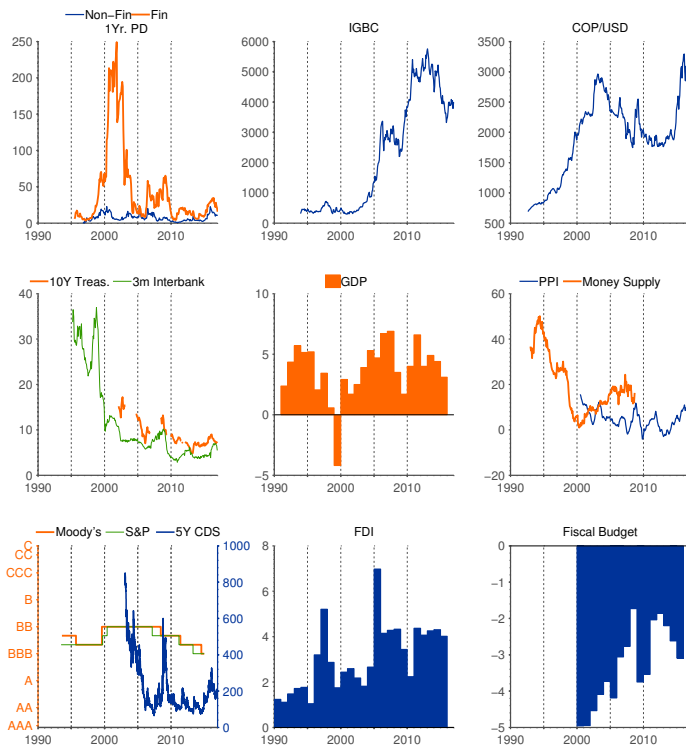 Non-Fin Fin
1Yr. PD
250
200
150
100
50
0
1990 2000 2010
IGBC
6000
5000
4000
3000
2000
1000
0
1990 2000 2010
COP/USD
3500
3000
2500
2000
1500
1000
500
1990 2000 2010
10Y Treas. 3m Interbank
40
30
20
10
0
1990 2000 2010
GDP
10
5
0
−5
1990 2000 2010
PPI Money Supply
60
40
20
0
−20
1990 2000 2010
Moody's S&P 5Y CDS
C
CC
CCC
B
BB
BBB
A
AA
AAA
1000
800
600
400
200
0
1990 2000 2010
FDI
8
6
4
2
0
1990 2000 2010
Fiscal Budget
0
−1
−2
−3
−4
−5
1990 2000 2010